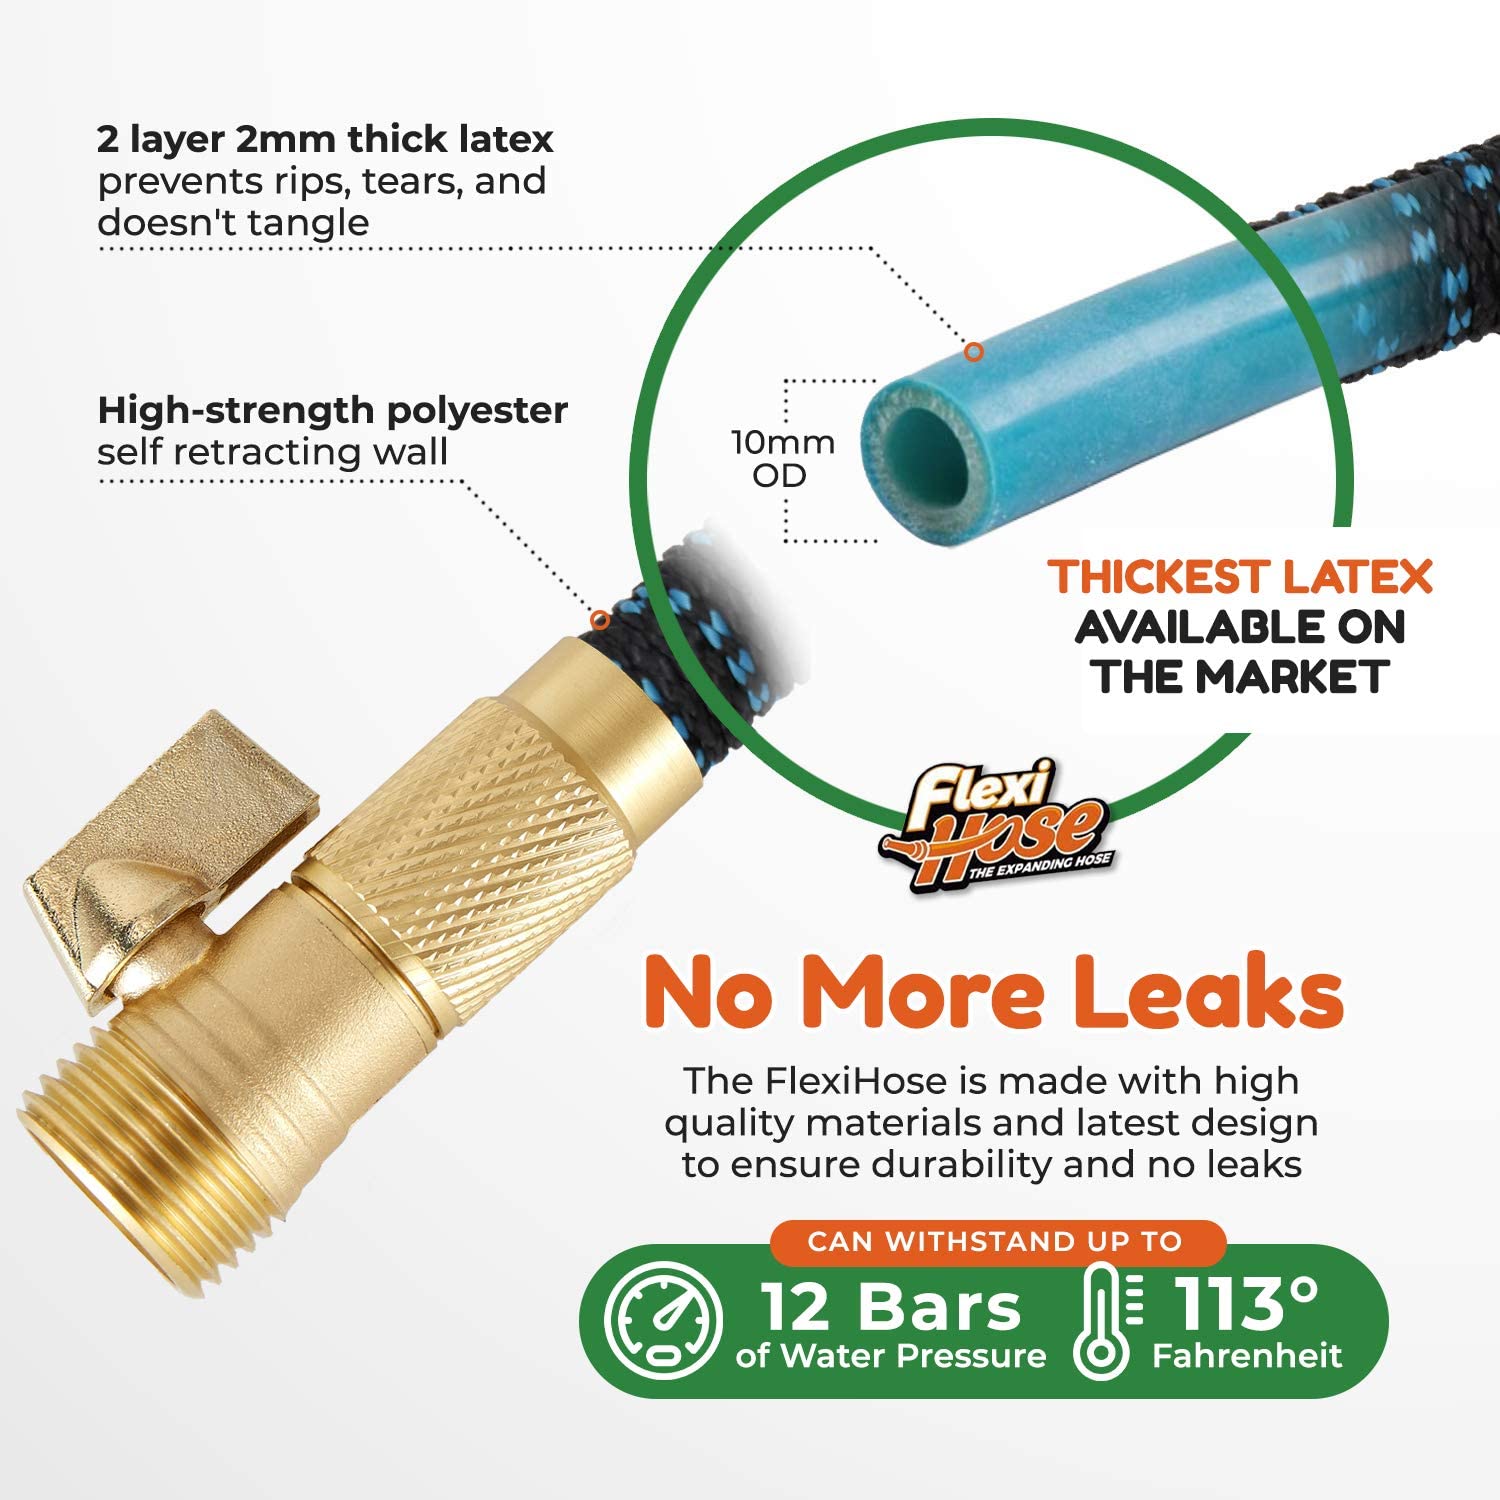 2 layer 2mm thick latex
prevents rips, tears, and
doesn't tangle
High-strength polyester
self retracting wall
10mm
OD
THICKEST LATEX
AVAILABLE ON
THE MARKET
Flexi
Hose
THE EXPANDING HOSE
No More Leaks
The FlexiHose is made with high
quality materials and latest design
to ensure durability and no leaks
CAN WITHSTAND UP TO
12 Bars
of Water Pressure
113°
Fahrenheit